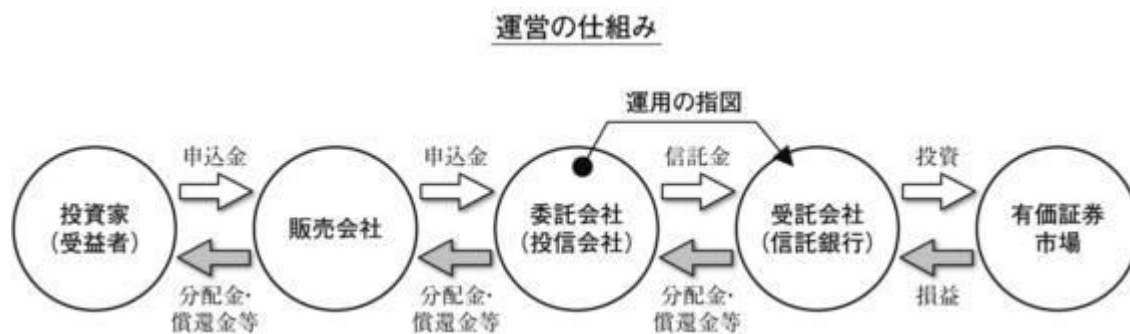 運営の仕組み
運用の指図
申込金
申込金
信託金
投資
投資家
(受益者)
販売会社
委託会社
(投信会社)
受託会社
(信託銀行)
有価証券
市場
分配金・
償還金等
分配金・
償還金等
分配金・
償還金等
損益